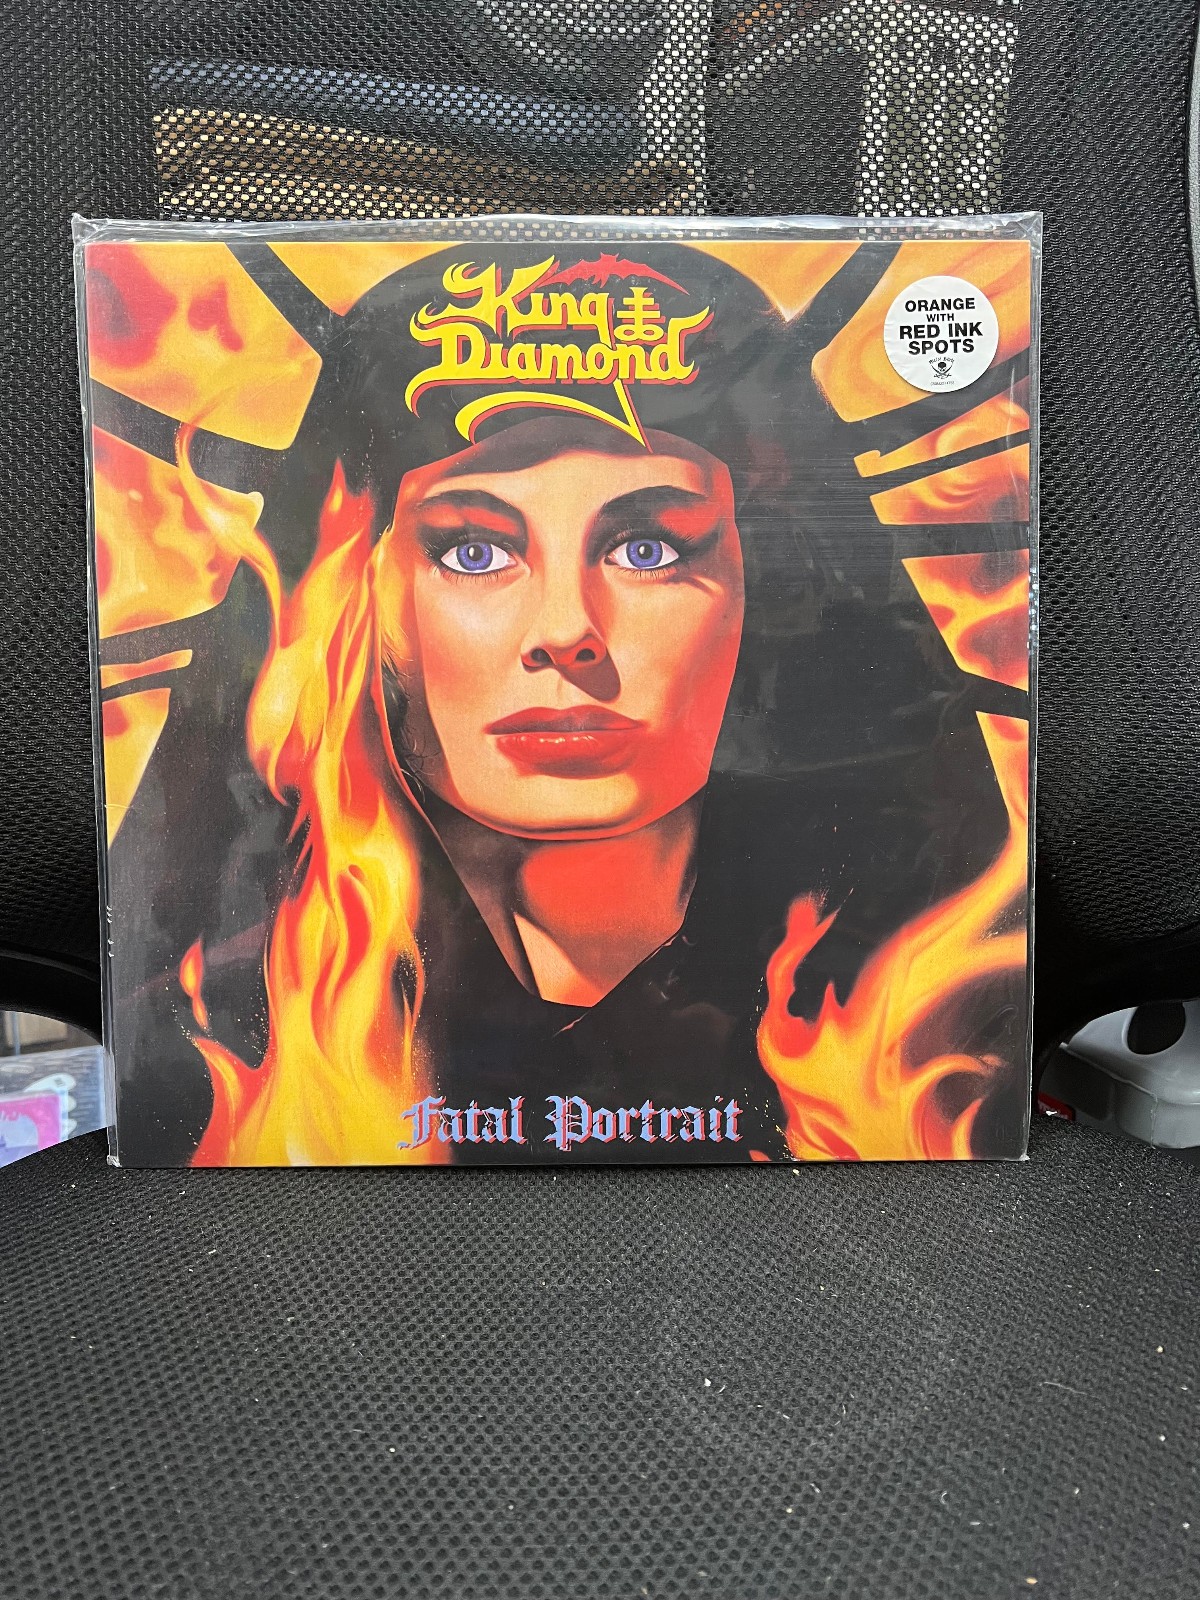 King
Diamond
ORANGE
WITH
RED INK
SPOTS
Fatal Portrait